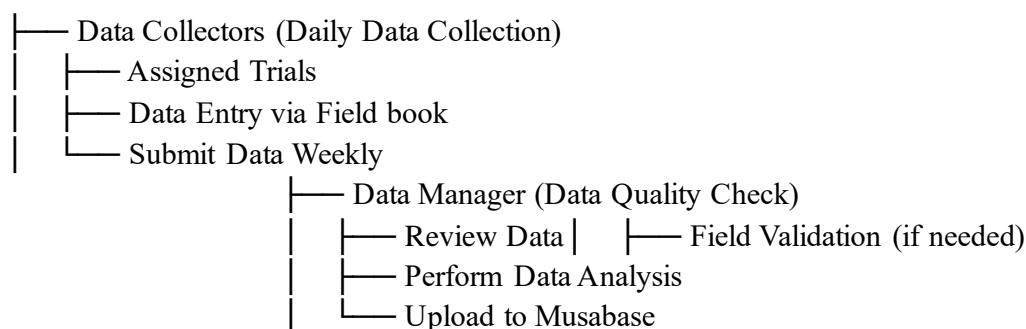 ├── Data Collectors (Daily Data Collection)
│   ├── Assigned Trials
│   ├── Data Entry via Field book
│   └── Submit Data Weekly
├── Data Manager (Data Quality Check)
│   ├── Review Data │   ├── Field Validation (if needed)
│   ├── Perform Data Analysis
│   └── Upload to Musabase